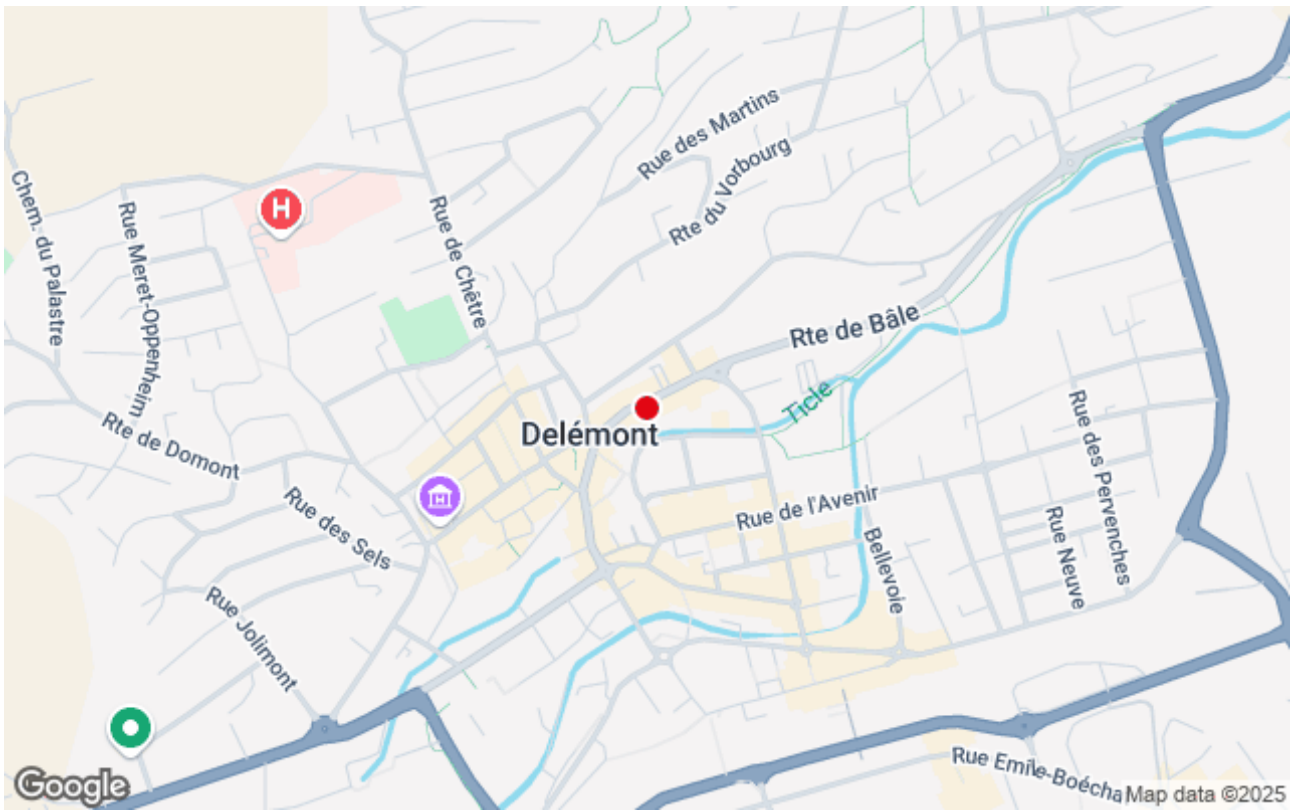 Rue des Martins
Rte du Vorbourg
Chem. du Palastre
Rue Meret-Oppenheim
H
Rue de Chêtre
Rte de Bâle
Ticle
Delémont
Rte de Domont
Rue des Sels
Rue de l'Avenir
Rue des Pervenches
Rue Neuve
Bellevoie
Rue Jolimont
Rue Emile-Boécha
Google
Map data ©2025